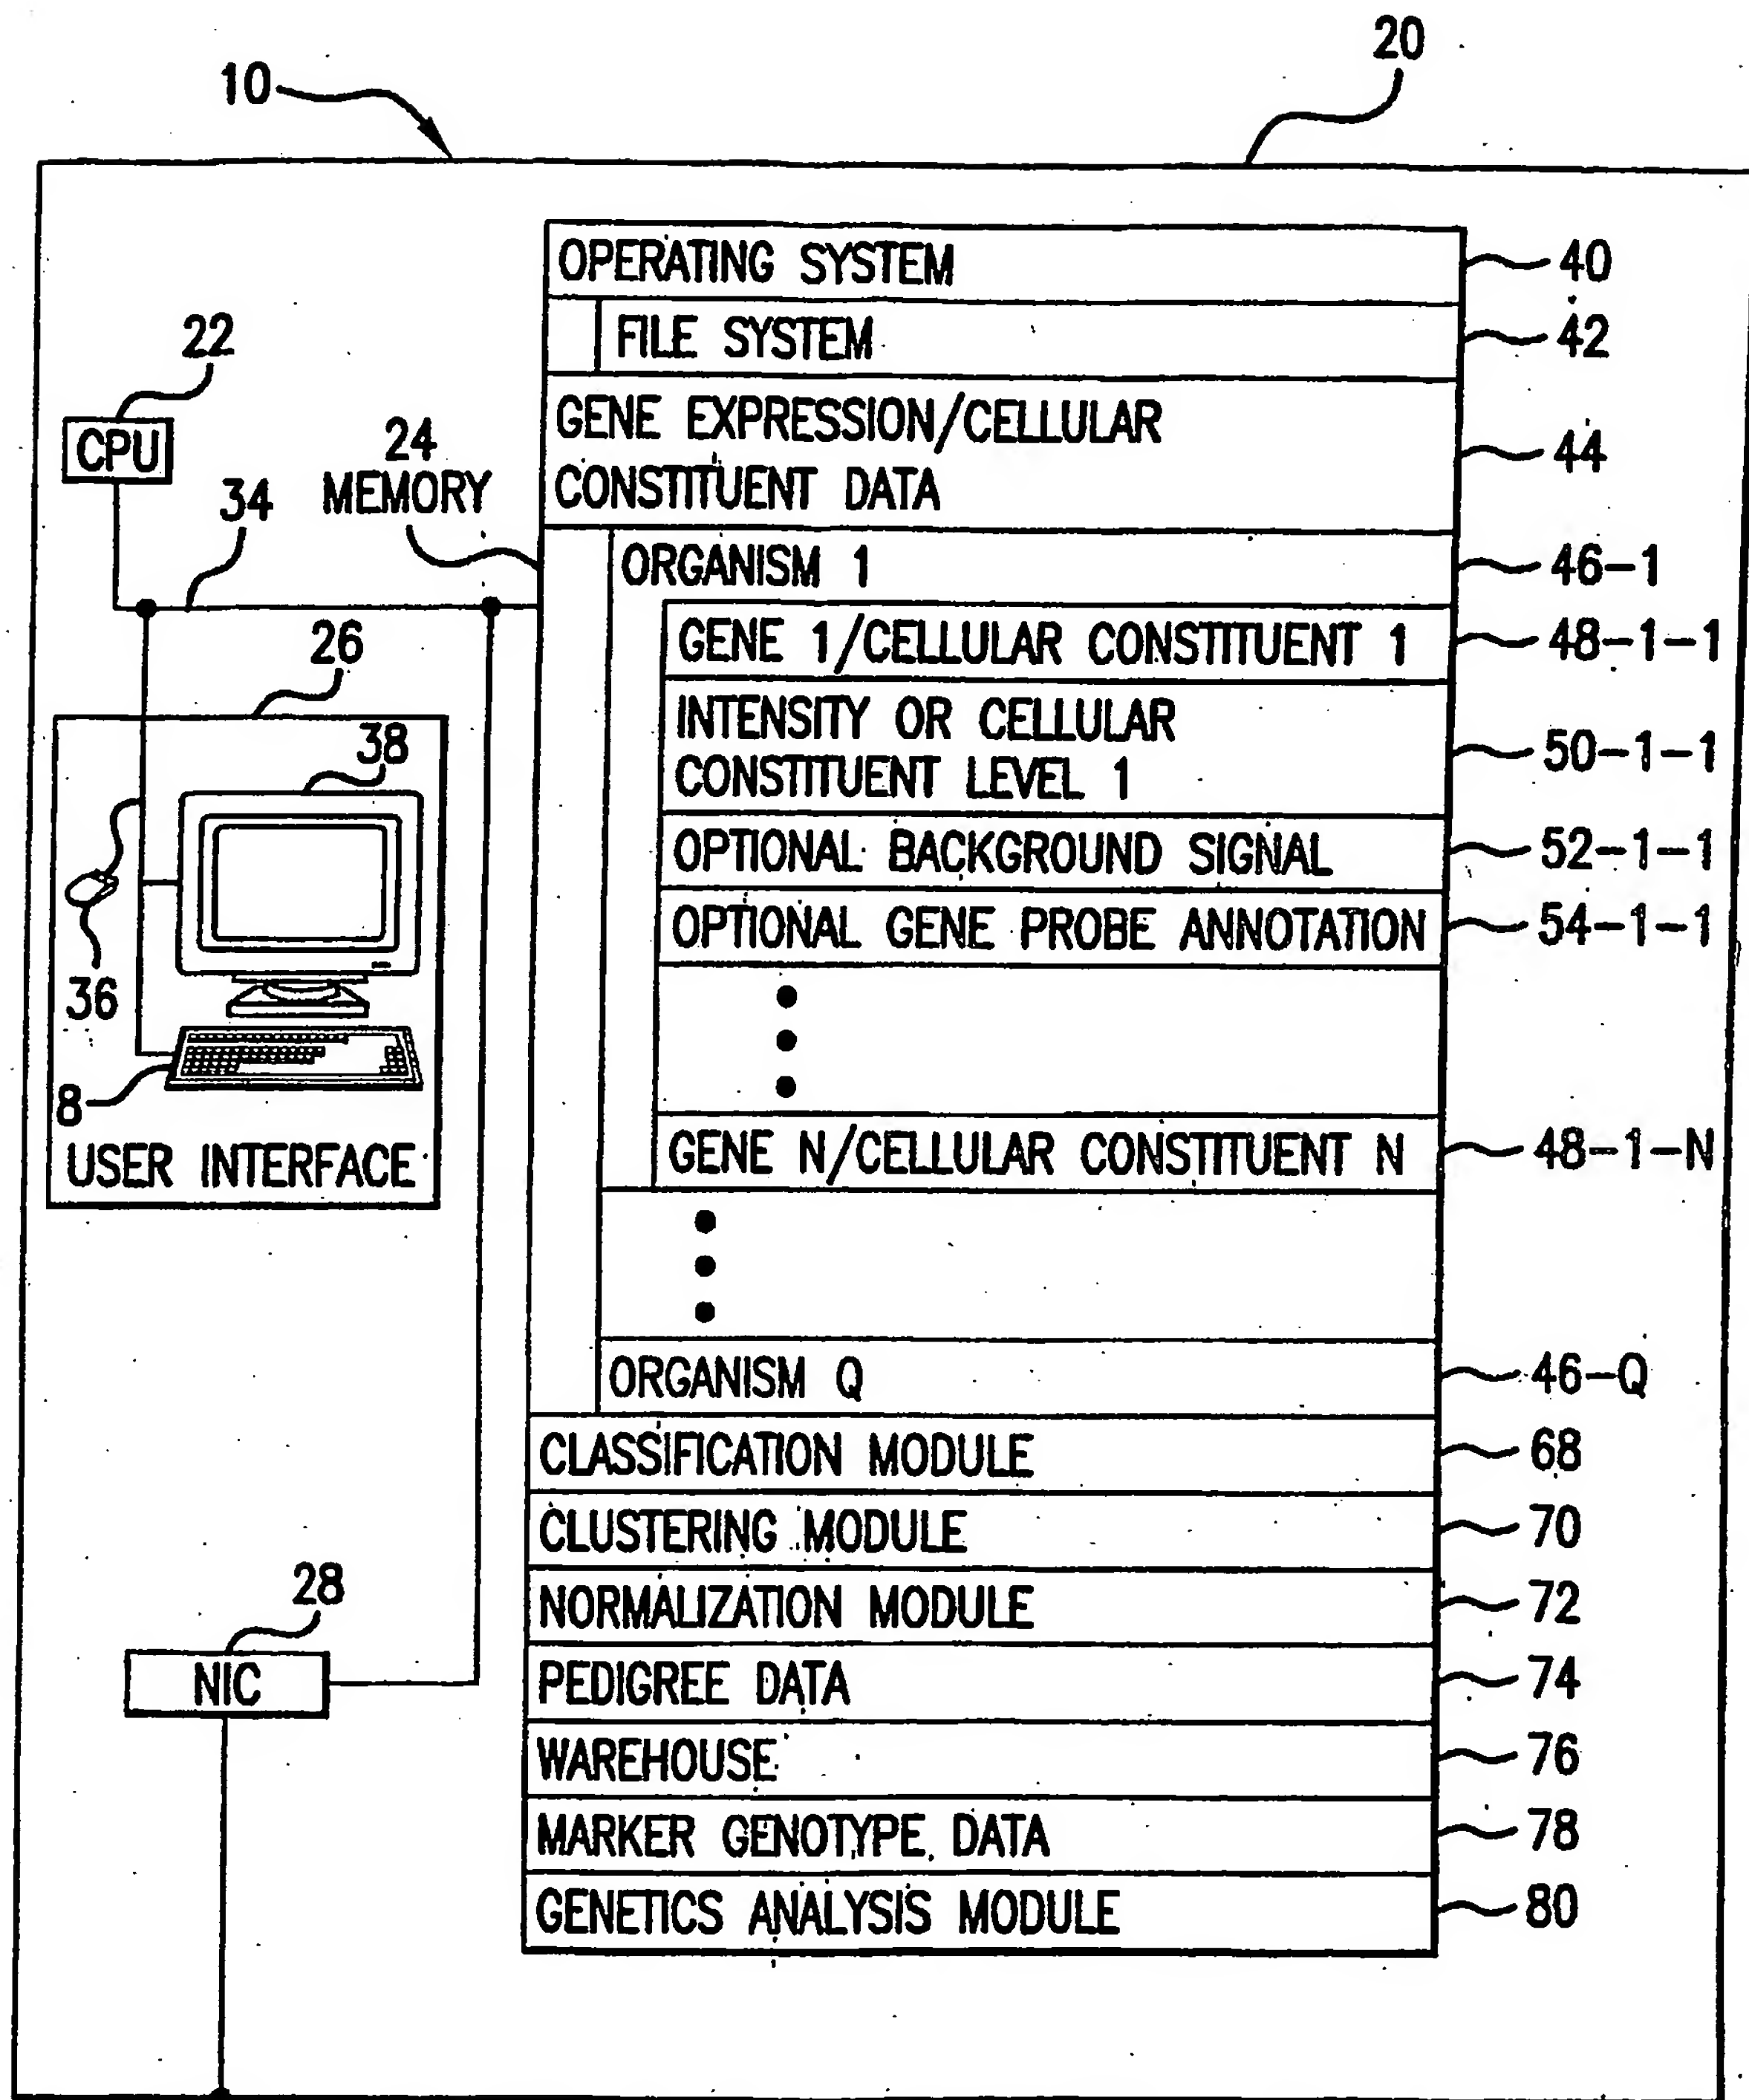 20
10
OPERATING SYSTEM 40
FILE SYSTEM 42
22
GENE EXPRESSION/CELLULAR
CONSTITUENT DATA 44
CPU
24
MEMORY
34
ORGANISM 1 46-1
GENE 1/CELLULAR CONSTITUENT 1 48-1-1
26
INTENSITY OR CELLULAR
CONSTITUENT LEVEL 1 50-1-1
38
OPTIONAL BACKGROUND SIGNAL 52-1-1
OPTIONAL GENE PROBE ANNOTATION 54-1-1
36
8
USER INTERFACE
GENE N/CELLULAR CONSTITUENT N 48-1-N
ORGANISM Q 46-Q
CLASSIFICATION MODULE 68
CLUSTERING MODULE 70
28
NORMALIZATION MODULE 72
NIC
PEDIGREE DATA 74
WAREHOUSE 76
MARKER GENOTYPE DATA 78
GENETICS ANALYSIS MODULE 80